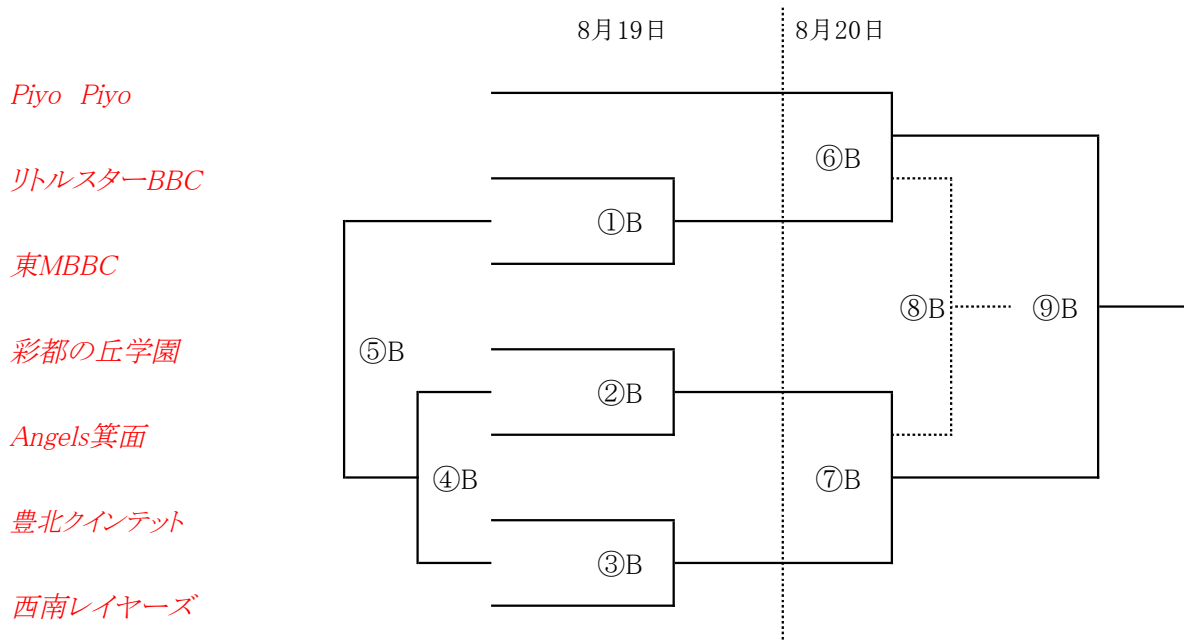 8月19日 8月20日
Piyo Piyo
⑥B
リトルスターBBC
①B
東MBBC
⑧B ⑨B
彩都の丘学園
⑤B
②B
Angels箕面
④B ⑦B
豊北クインテット
③B
西南レイヤーズ